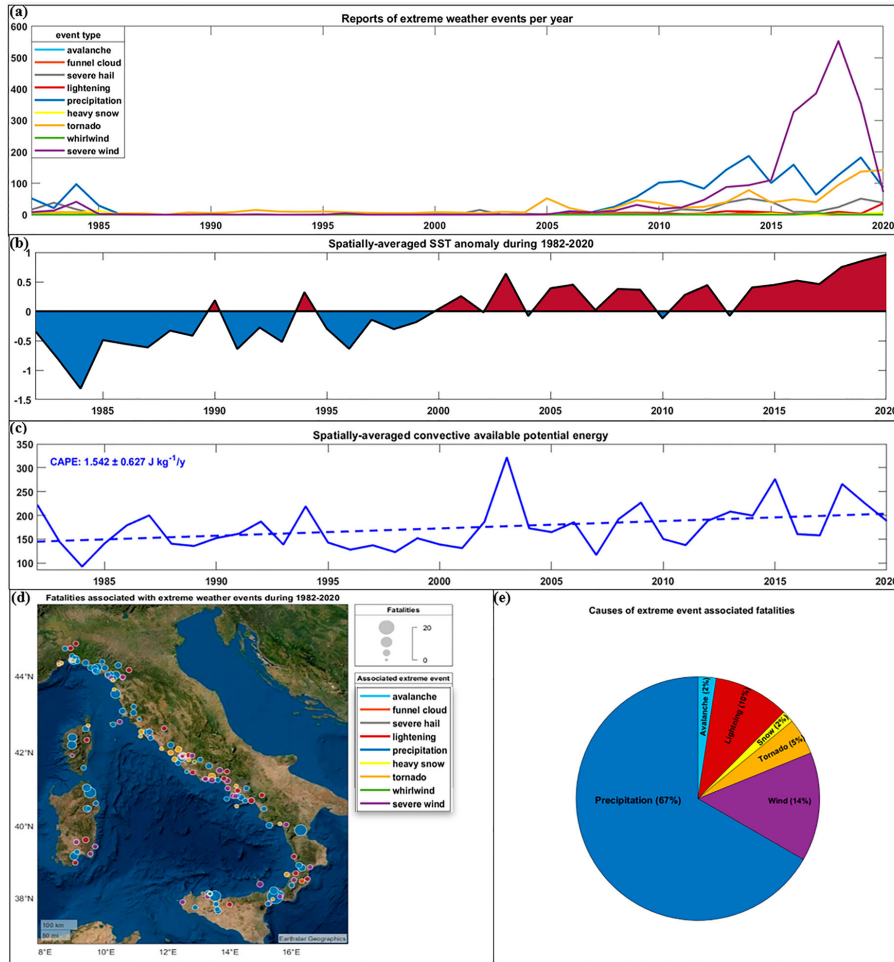 (a)
Reports of extreme weather events per year
600
500
400
300
200
100
0
event type
avalanche
funnel cloud
severe hail
lightening
precipitation
heavy snow
tornado
whirlwind
severe wind
1985
1990
1995
2000
2005
2010
2015
2020
(b)
Spatially-averaged SST anomaly during 1982-2020
1
0.5
0
-0.5
-1
-1.5
1985
1990
1995
2000
2005
2010
2015
2020
(c)
Spatially-averaged convective available potential energy
350
300
250
200
150
100
CAPE: 1.542 ± 0.627 J kg⁻¹/y
1985
1990
1995
2000
2005
2010
2015
2020
(d)
Fatalities associated with extreme weather events during 1982-2020
44°N
42°N
40°N
38°N
8°E
10°E
12°E
14°E
16°E
100 km
50 mi
Earthstar Geographics
Fatalities
20
0
Associated extreme event
avalanche
funnel cloud
severe hail
lightening
precipitation
heavy snow
tornado
whirlwind
severe wind
(e)
Causes of extreme event associated fatalities
Avalanche (2%)
Lightning (10%)
Snow (2%)
Tornado (5%)
Wind (14%)
Precipitation (67%)